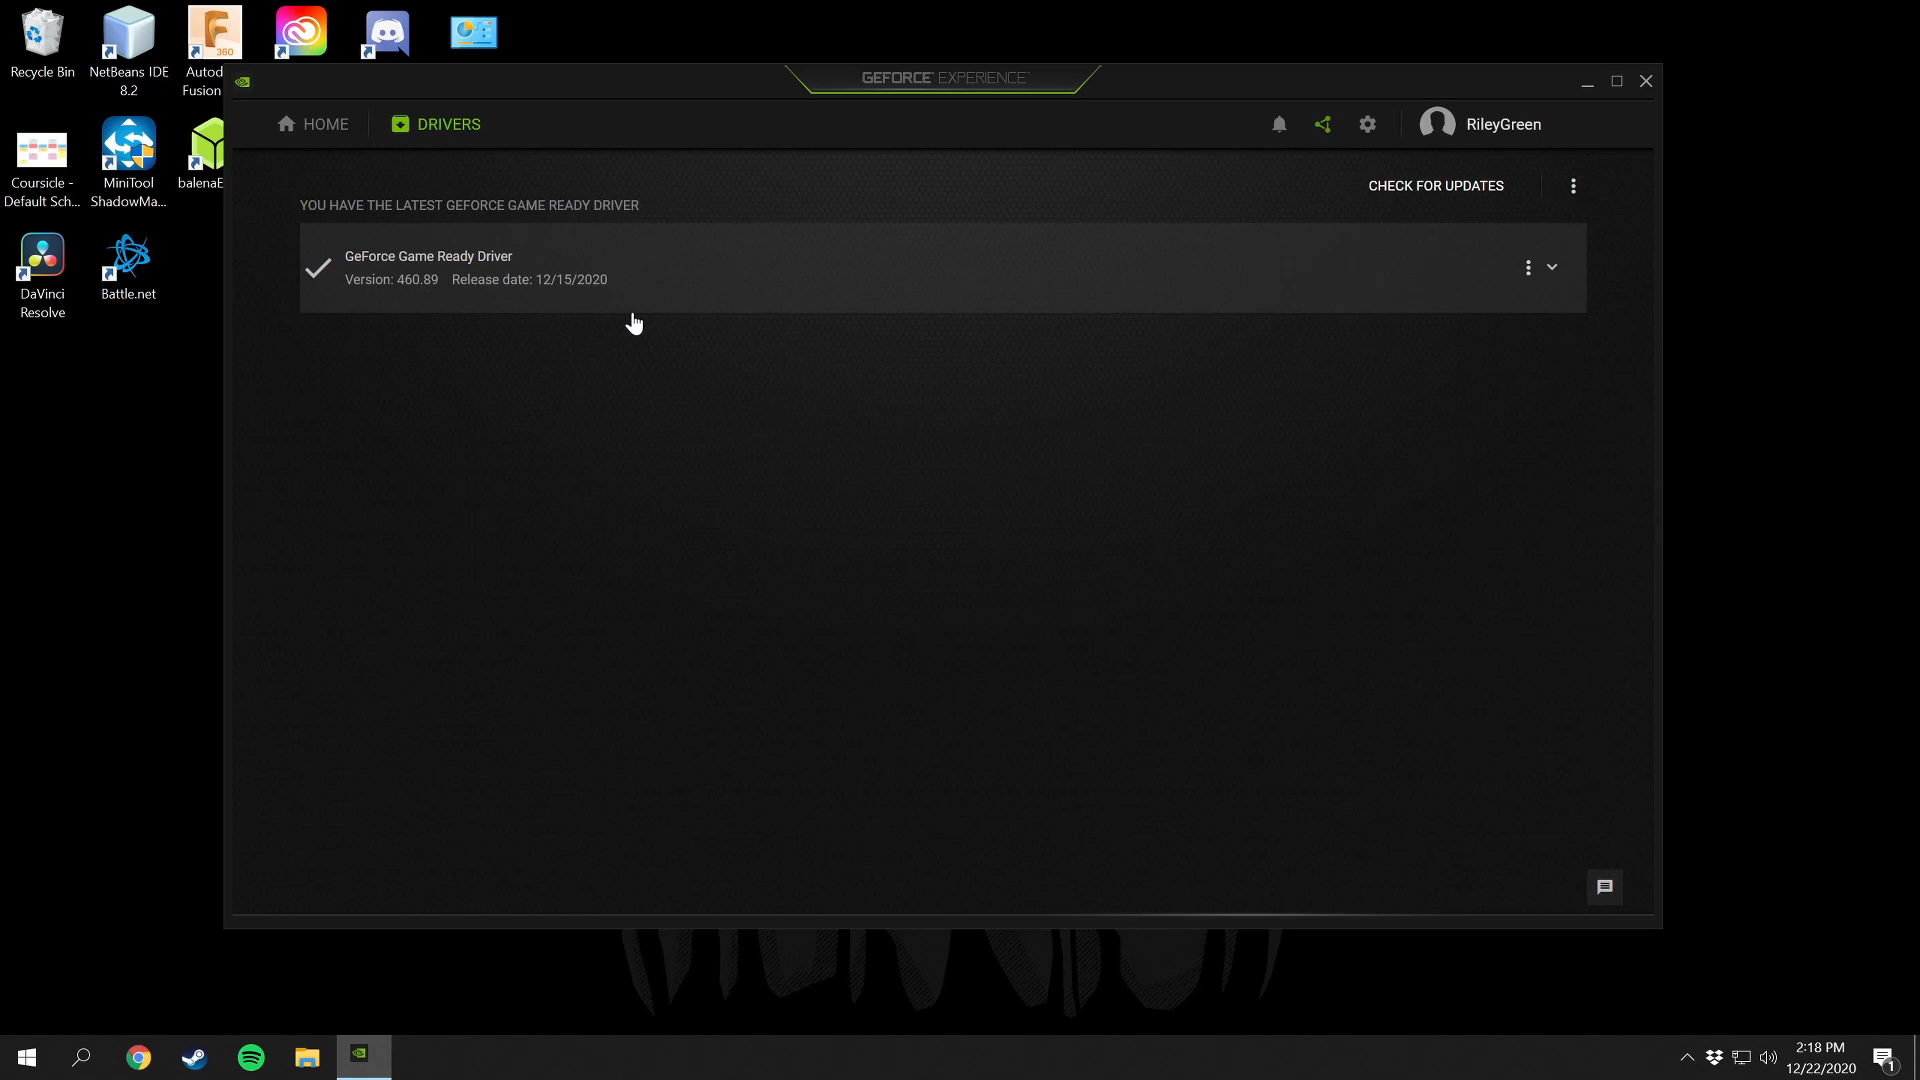 Recycle Bin
NetBeans IDE
8.2
Autod
Fusion
360
GEFORCE EXPERIENCE
HOME
DRIVERS
RileyGreen
Coursicle -
Default Sch...
MiniTool
ShadowMa...
balenaE
CHECK FOR UPDATES
YOU HAVE THE LATEST GEFORCE GAME READY DRIVER
GeForce Game Ready Driver
Version: 460.89 Release date: 12/15/2020
DaVinci
Resolve
Battle.net
2:18 PM
12/22/2020
1